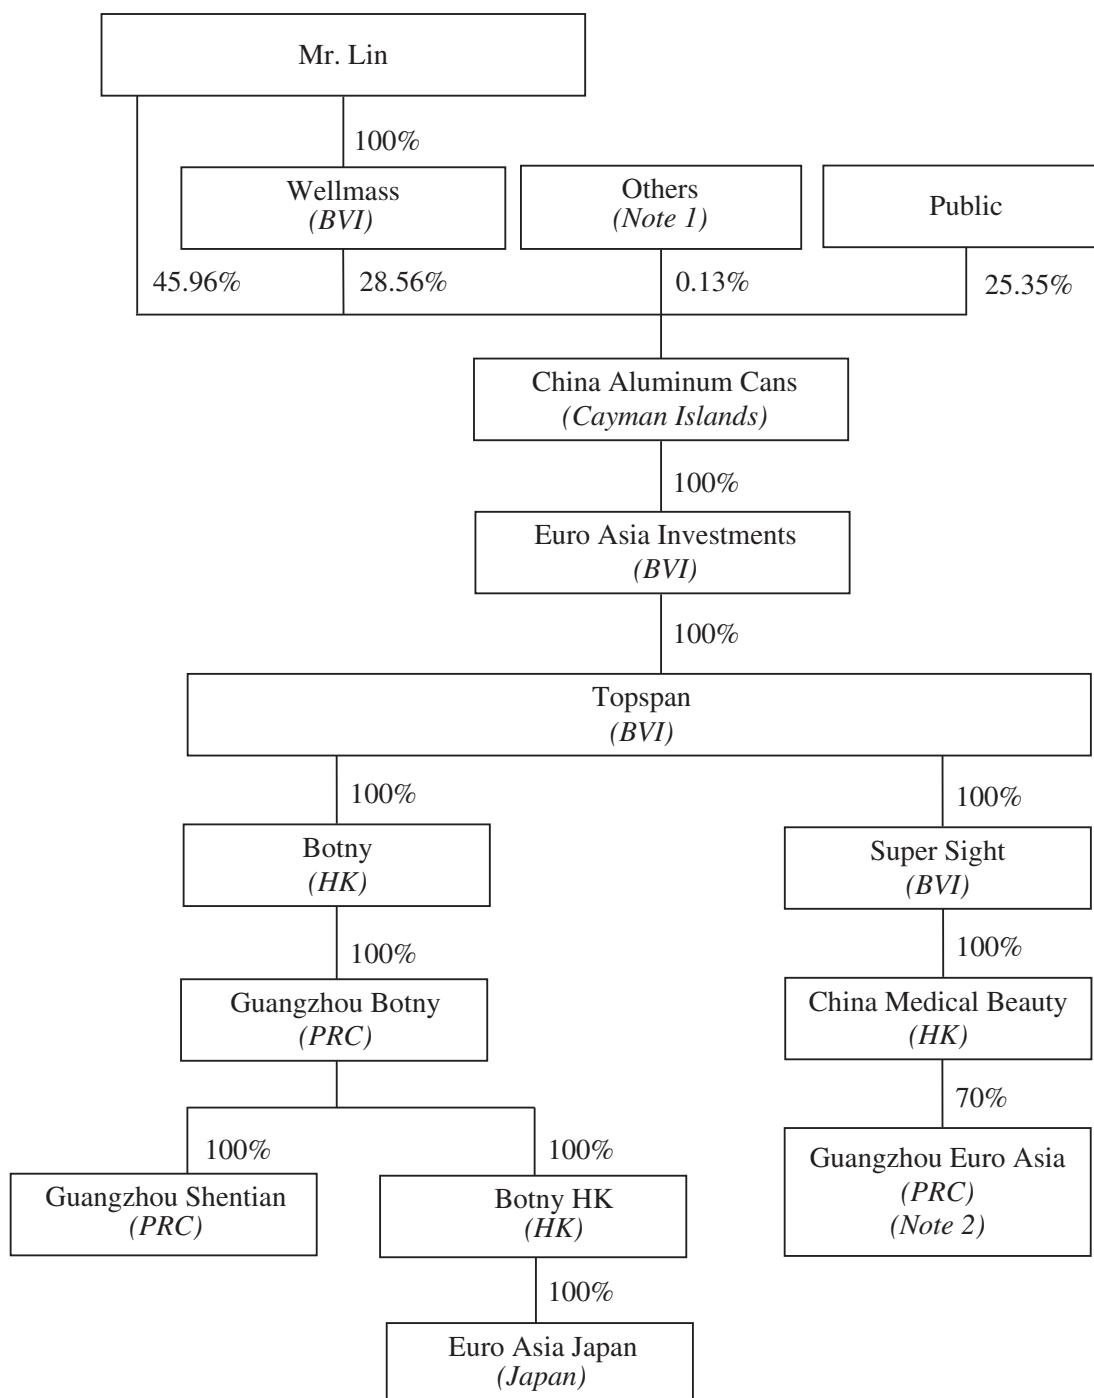 Mr. Lin
100%
Wellmass
(BVI)
Others
(Note 1)
Public
45.96%
28.56%
0.13%
25.35%
China Aluminum Cans
(Cayman Islands)
100%
Euro Asia Investments
(BVI)
100%
Topspan
(BVI)
100%
100%
Botny
(HK)
Super Sight
(BVI)
100%
100%
Guangzhou Botny
(PRC)
China Medical Beauty
(HK)
70%
100%
100%
Guangzhou Euro Asia
(PRC)
(Note 2)
Guangzhou Shentian
(PRC)
Botny HK
(HK)
100%
Euro Asia Japan
(Japan)